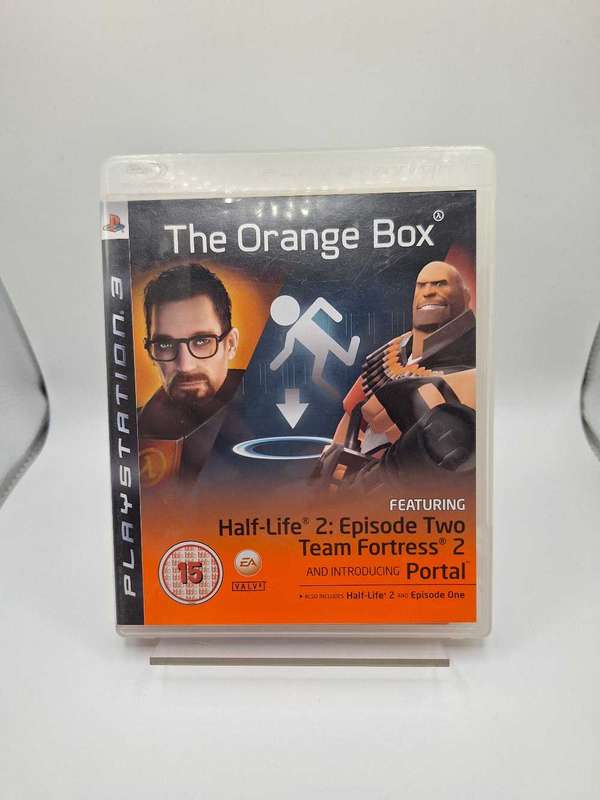 PLAYSTATION 3
The Orange Box
FEATURING
Half-Life® 2: Episode Two
Team Fortress® 2
AND INTRODUCING Portal™
• ALSO INCLUDES Half-Life 2 AND Episode One
15
EA
VALVE